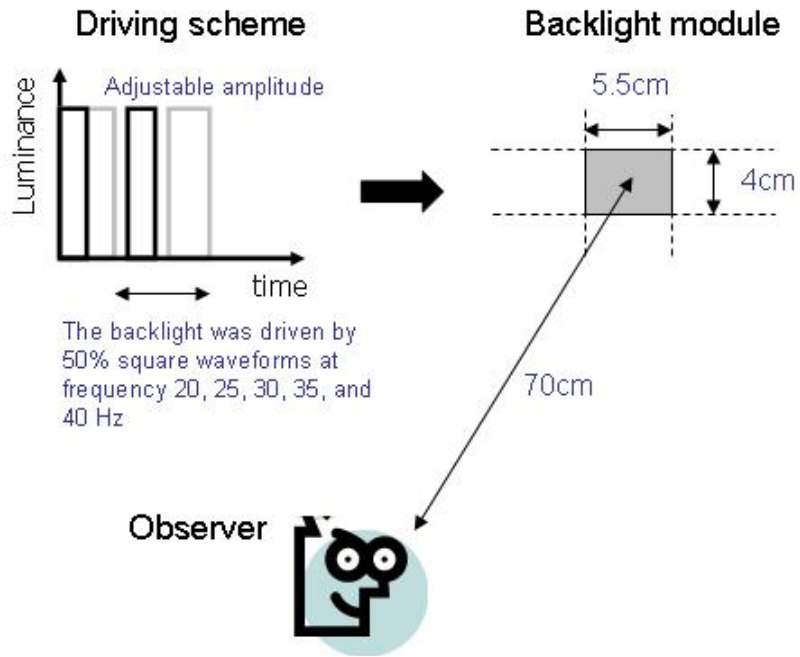 Driving scheme
Backlight module
Adjustable amplitude
Luminance
time
The backlight was driven by
50% square waveforms at
frequency 20, 25, 30, 35, and
40 Hz
5.5cm
4cm
70cm
Observer